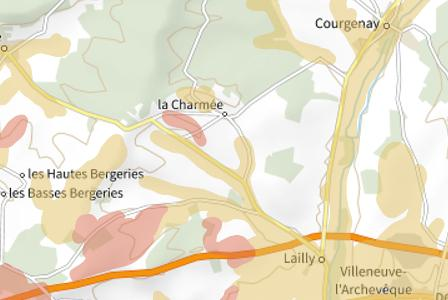 Courgenay
la Charmée
les Hautes Bergeries
les Basses Bergeries
Lailly
Villeneuve-
l'Archevêque